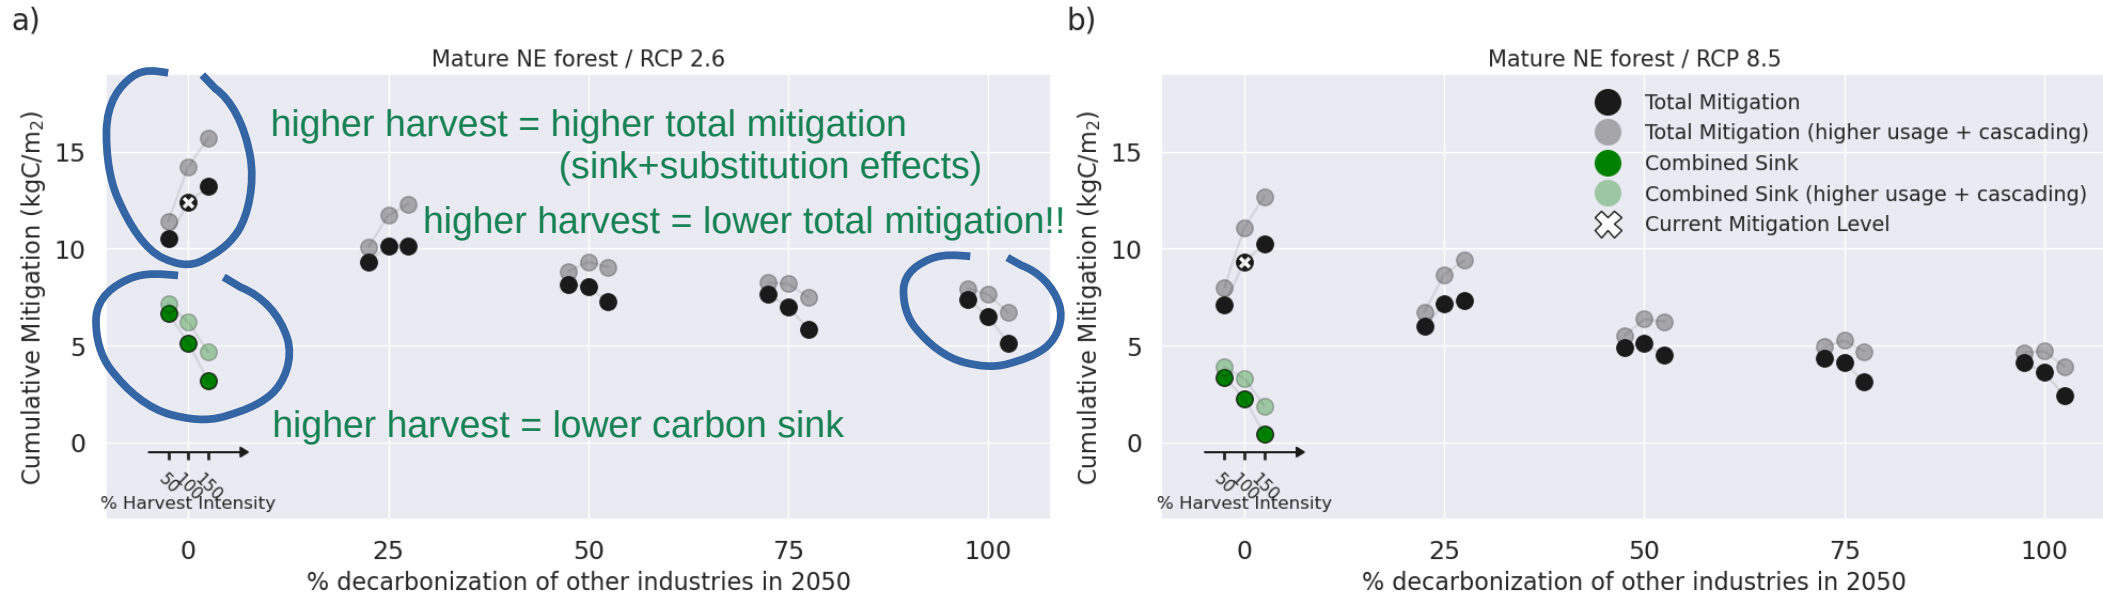 a)
Mature NE forest / RCP 2.6
higher harvest = higher total mitigation
(sink+substitution effects)
higher harvest = lower total mitigation!!
higher harvest = lower carbon sink
Cumulative Mitigation (kgC/m2)
15
10
5
0
50
100
150
% Harvest Intensity
0 25 50 75 100
% decarbonization of other industries in 2050
b)
Mature NE forest / RCP 8.5
Total Mitigation
Total Mitigation (higher usage + cascading)
Combined Sink
Combined Sink (higher usage + cascading)
Current Mitigation Level
Cumulative Mitigation (kgC/m2)
15
10
5
0
50
100
150
% Harvest Intensity
0 25 50 75 100
% decarbonization of other industries in 2050